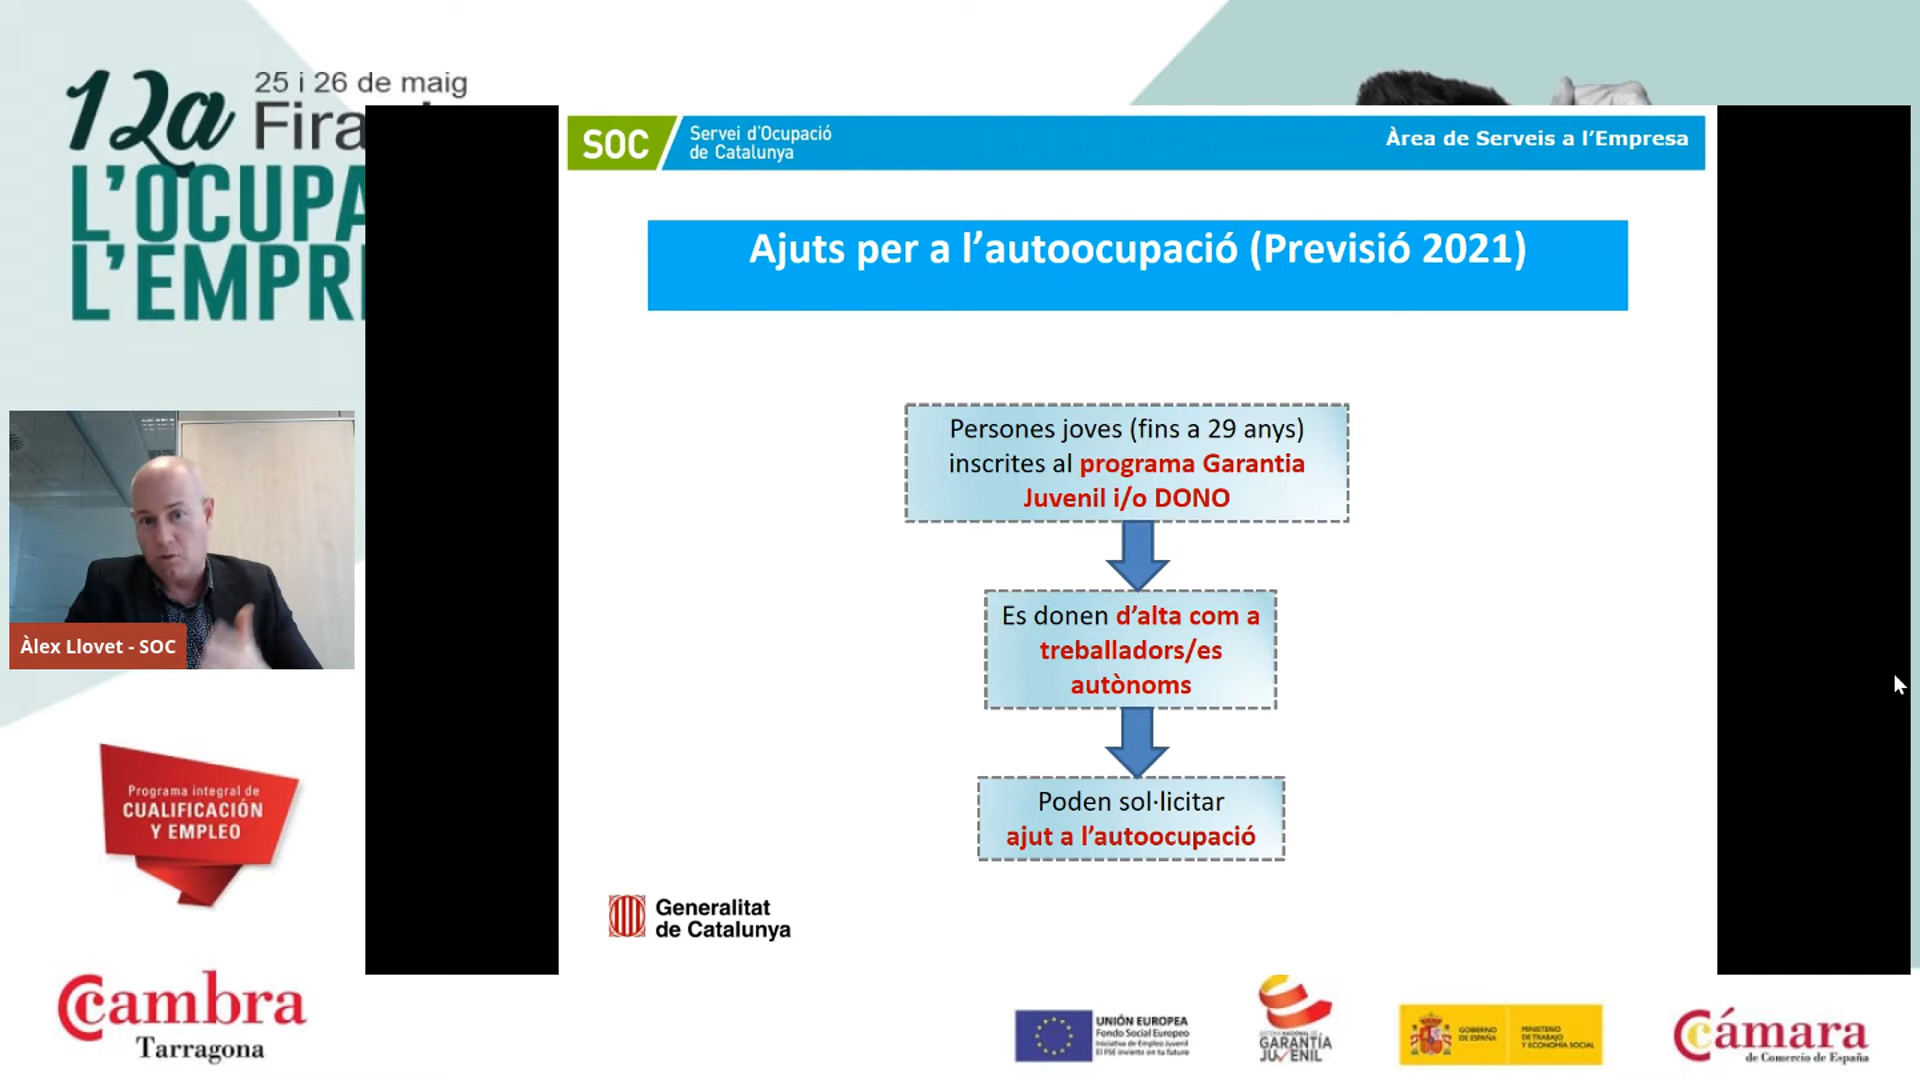 12a
25 i 26 de maig
Fira
L'OCUPA
L'EMPR
SOC
Servei d'Ocupació
de Catalunya
Àrea de Serveis a l'Empresa
Ajuts per a l'autoocupació (Previsió 2021)
Persones joves (fins a 29 anys)
inscrites al programa Garantia
Juvenil i/o DONO
Es donen d'alta com a
treballadors/es
autònoms
Poden sol·licitar
ajut a l'autoocupació
Àlex Llovet - SOC
Programa integral de
CUALIFICACIÓN
Y EMPLEO
Generalitat
de Catalunya
Cambra
Tarragona
UNIÓN EUROPEA
Fondo Social Europeo
Iniciativa de Empleo Juvenil
El FSE invierte en tu futuro
SISTEMA NACIONAL DE
GARANTÍA
JUVENIL
GOBIERNO
DE ESPAÑA
MINISTERIO
DE TRABAJO
Y ECONOMÍA SOCIAL
Cámara
de Comercio de España